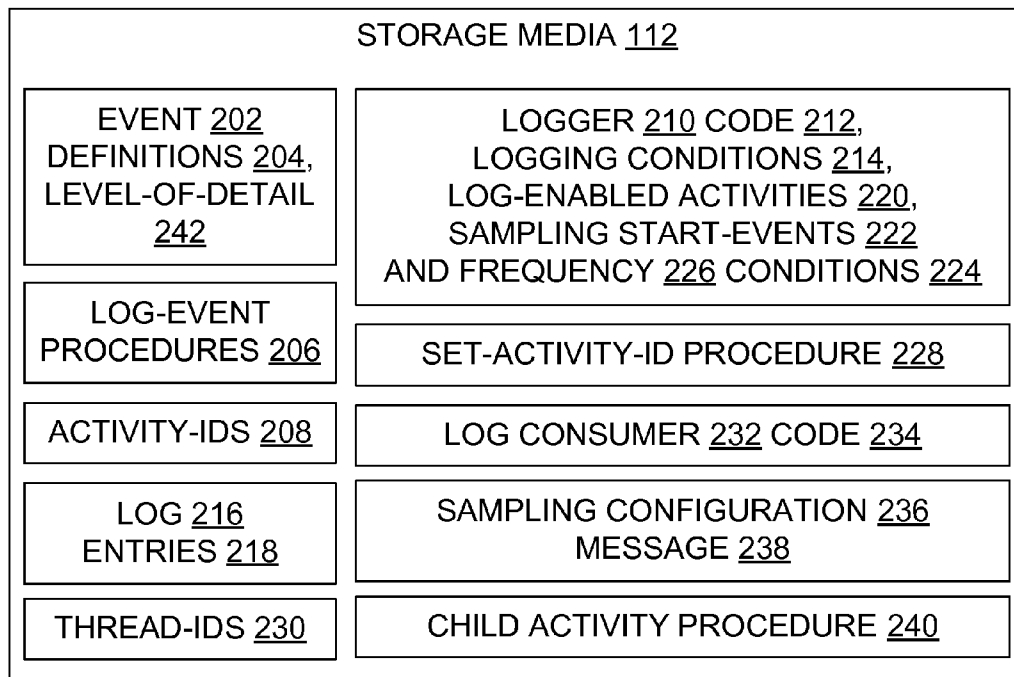 STORAGE MEDIA 112
EVENT 202
DEFINITIONS 204,
LEVEL-OF-DETAIL
242
LOG-EVENT
PROCEDURES 206
ACTIVITY-IDS 208
LOG 216
ENTRIES 218
THREAD-IDS 230
LOGGER 210 CODE 212,
LOGGING CONDITIONS 214,
LOG-ENABLED ACTIVITIES 220,
SAMPLING START-EVENTS 222
AND FREQUENCY 226 CONDITIONS 224
SET-ACTIVITY-ID PROCEDURE 228
LOG CONSUMER 232 CODE 234
SAMPLING CONFIGURATION 236
MESSAGE 238
CHILD ACTIVITY PROCEDURE 240